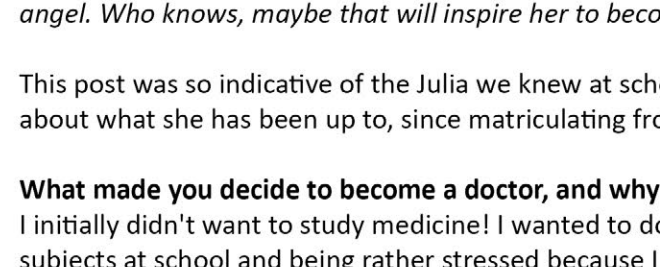 angel. Who knows, maybe that will inspire her to beco
This post was so indicative of the Julia we knew at sch
about what she has been up to, since matriculating fro
What made you decide to become a doctor, and why
I initially didn't want to study medicine! I wanted to do
subjects at school and being rather stressed because I